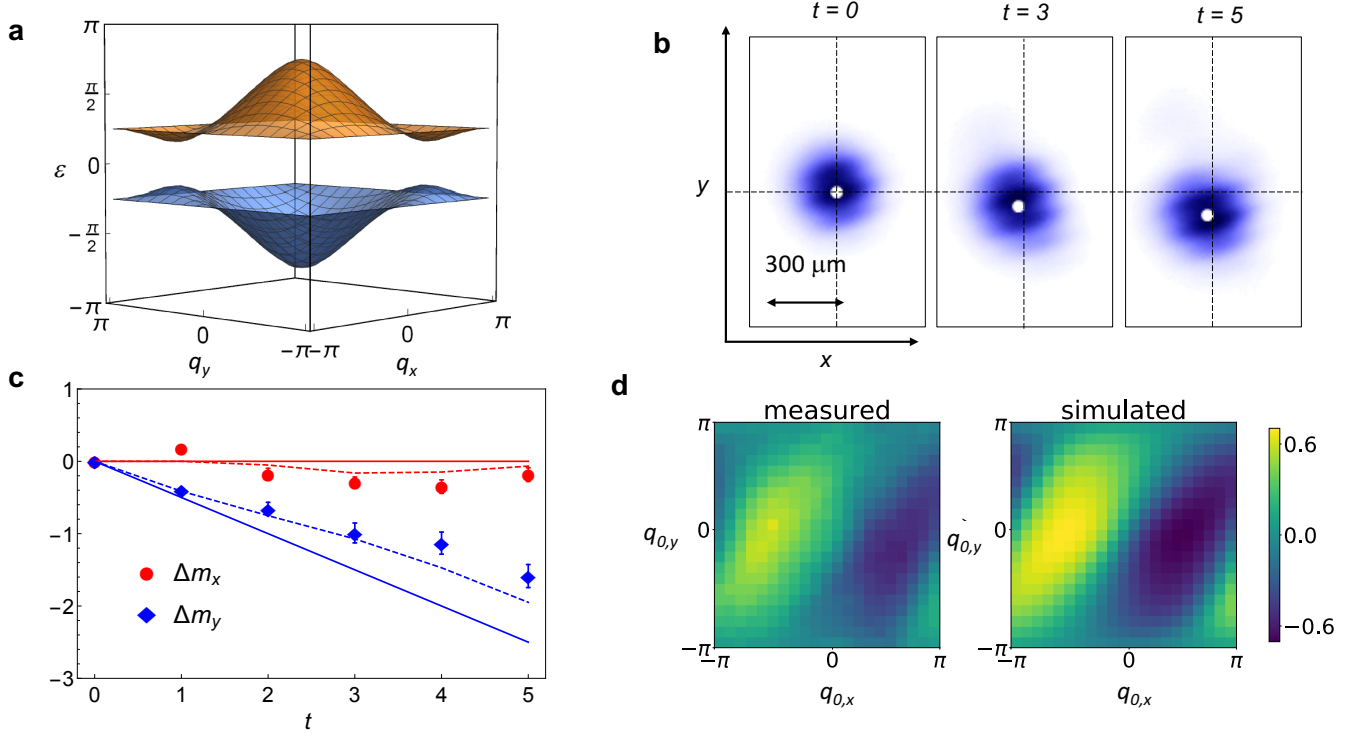 a
π
π/2
ε
0
−π/2
−π
π
0
−π
−π
0
π
q_y
q_x
b
t = 0
t = 3
t = 5
y
300 μm
x
c
1
0
−1
−2
−3
Δm_x
Δm_y
0
1
2
3
4
5
t
d
measured
simulated
π
q_{0,y}
0
−π
−π
0
π
q_{0,x}
π
q_{0,y}
0
−π
−π
0
π
q_{0,x}
0.6
0.0
−0.6